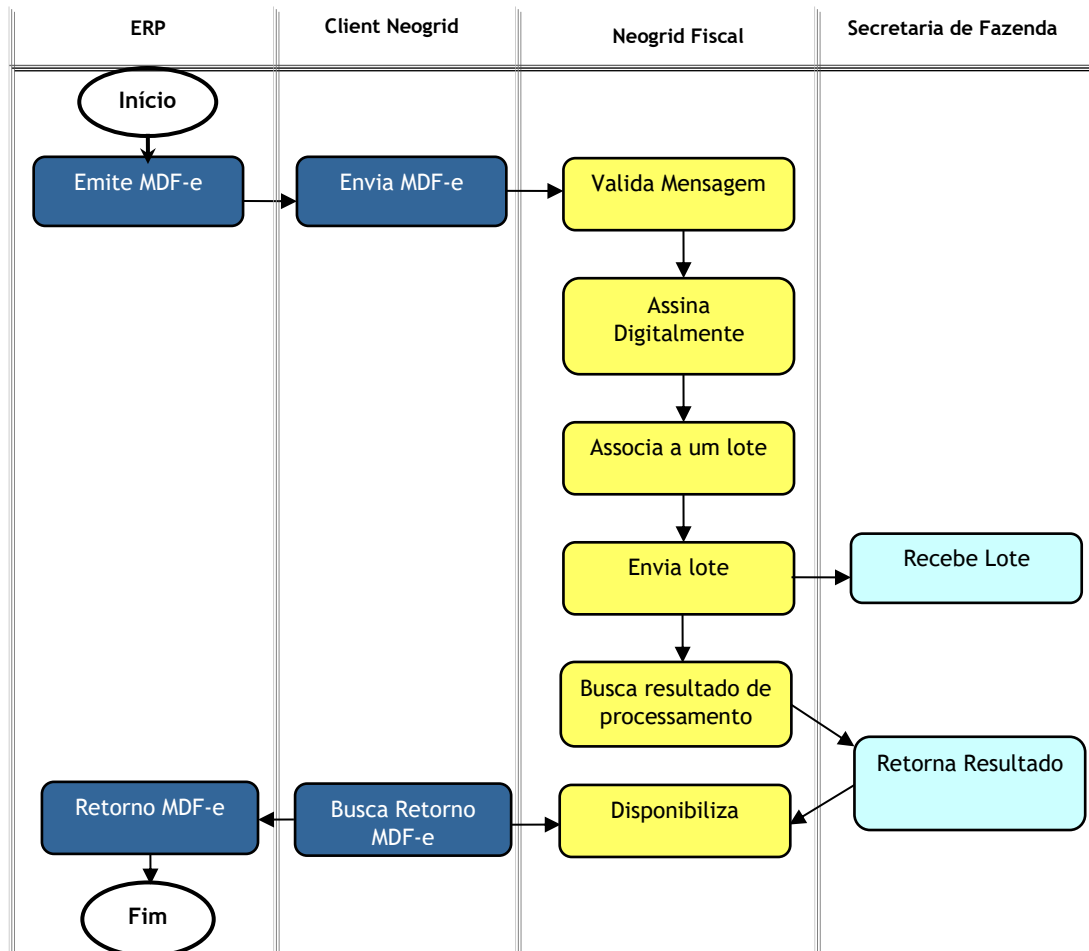 ERP
Client Neogrid
Neogrid Fiscal
Secretaria de Fazenda
Início
Emite MDF-e
Envia MDF-e
Valida Mensagem
Assina
Digitalmente
Associa a um lote
Envia lote
Recebe Lote
Busca resultado de
processamento
Retorna Resultado
Retorno MDF-e
Busca Retorno
MDF-e
Disponibiliza
Fim